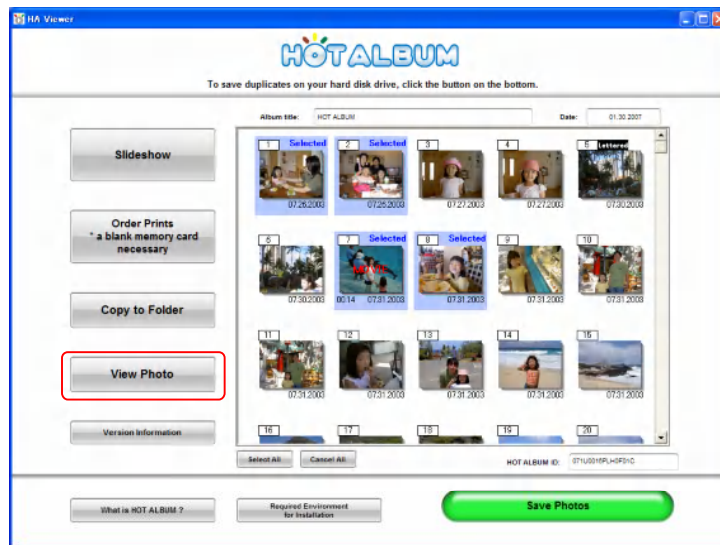 HA Viewer
HOTALBUM
To save duplicates on your hard disk drive, click the button on the bottom.
Album title: HOT ALBUM Date: 01.30.2007
Slideshow
Order Prints
* a blank memory card
necessary
Copy to Folder
View Photo
Version Information
1 Selected 2 Selected 3 4 5 Lettered
07.26.2003 07.26.2003 07.27.2003 07.27.2003 07.30.2003
6 7 Selected 8 Selected 9 10
MOVIE
07.30.2003 00:14 07.31.2003 07.31.2003 07.31.2003 07.31.2003
11 12 13 14 15
07.31.2003 07.31.2003 07.31.2003 07.31.2003 07.31.2003
16 17 18 19 20
Select All Cancel All HOT ALBUM ID:
What is HOT ALBUM ? Required Environment
for Installation
Save Photos